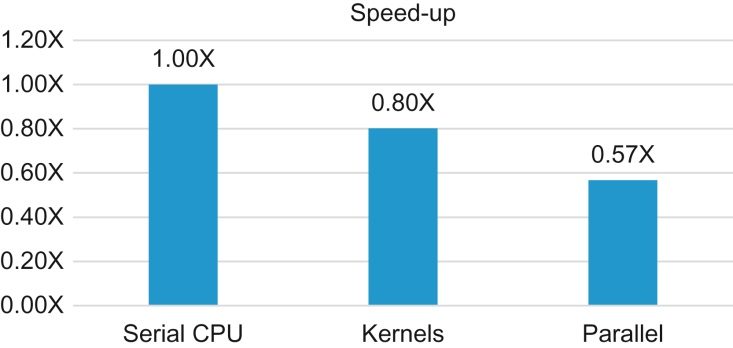 Speed-up
1.20X
1.00X
0.80X
0.60X
0.40X
0.20X
0.00X
1.00X
0.80X
0.57X
Serial CPU
Kernels
Parallel